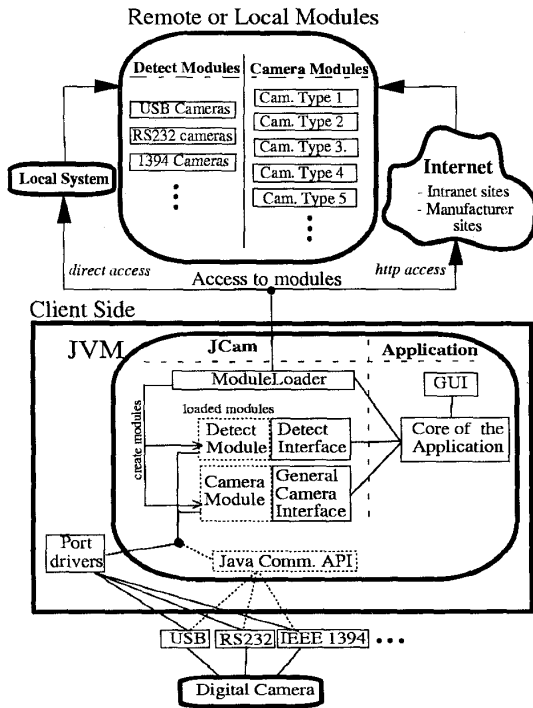 Remote or Local Modules
Detect Modules
Camera Modules
USB Cameras
RS232 cameras
1394 Cameras
Cam. Type 1
Cam. Type 2
Cam. Type 3.
Cam. Type 4
Cam. Type 5
Local System
Internet
- Intranet sites
- Manufacturer
sites
direct access
Access to modules
http access
Client Side
JVM
JCam
Application
ModuleLoader
GUI
create modules
loaded modules
Detect
Module
Detect
Interface
Core of the
Application
Camera
Module
General
Camera
Interface
Port
drivers
Java Comm. API
USB
RS232
IEEE 1394
Digital Camera